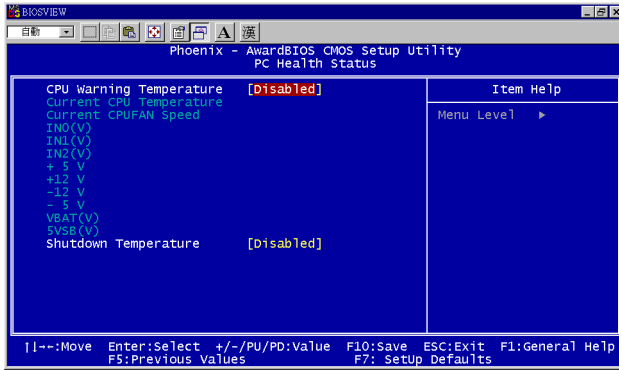 BIOSVIEW
自動
A 漢
Phoenix - AwardBIOS CMOS Setup Utility
PC Health Status
CPU Warning Temperature [Disabled]
Current CPU Temperature
Current CPUFAN Speed
IN0(V)
IN1(V)
IN2(V)
+ 5 V
+12 V
-12 V
- 5 V
VBAT(V)
5VSB(V)
Shutdown Temperature [Disabled]
Item Help
Menu Level ►
↑↓→←:Move Enter:Select +/-/PU/PD:Value F10:Save ESC:Exit F1:General Help
F5:Previous Values F7: SetUp Defaults